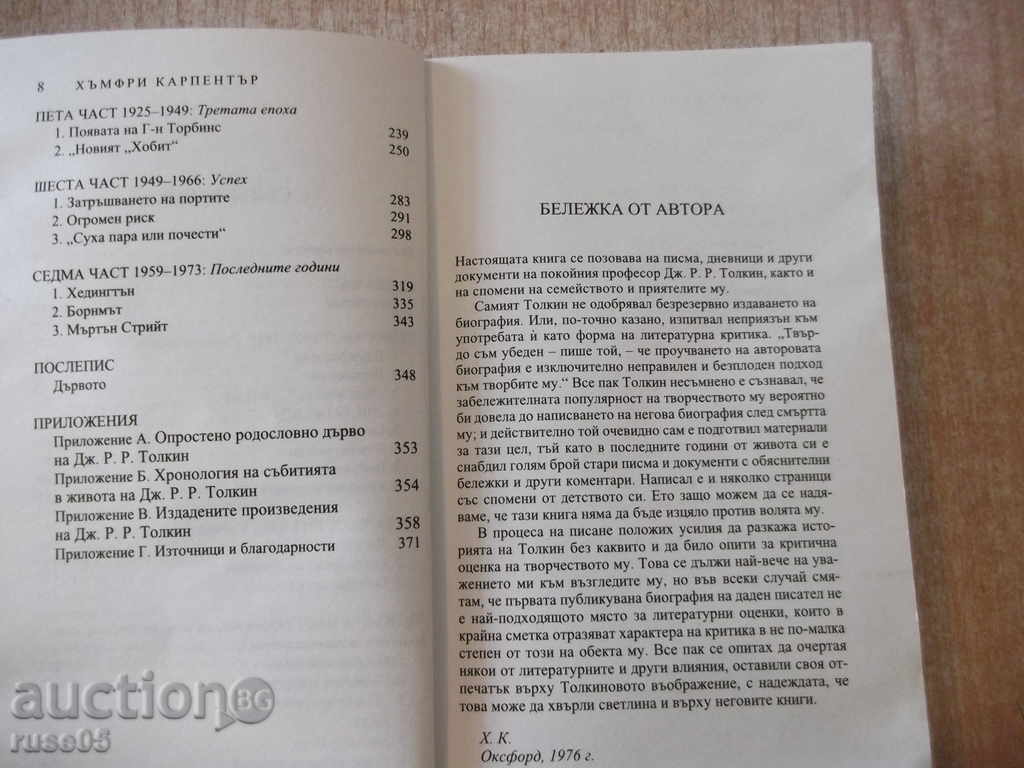 8 ХЪМФРИ КАРПЕНТЪР
ПЕТА ЧАСТ 1925–1949: Третата епоха
1. Появата на Г-н Торбинс 239
2. „Новият „Хобит“ 250
ШЕСТА ЧАСТ 1949–1966: Успех
1. Затръшването на портите 283
2. Огромен риск 291
3. „Суха пара или почести“ 298
СЕДМА ЧАСТ 1959–1973: Последните години
1. Хедингтън 319
2. Борнмът 335
3. Мъртън Стрийт 343
ПОСЛЕПИС
Дървото 348
ПРИЛОЖЕНИЯ
Приложение А. Опростено родословно дърво
на Дж. Р. Р. Толкин 353
Приложение Б. Хронология на събитията
в живота на Дж. Р. Р. Толкин 354
Приложение В. Издадените произведения
на Дж. Р. Р. Толкин 358
Приложение Г. Източници и благодарности 371
БЕЛЕЖКА ОТ АВТОРА
Настоящата книга се позовава на писма, дневници и други
документи на покойния професор Дж. Р. Р. Толкин, както и
на спомени на семейството и приятелите му.
Самият Толкин не одобрявал безрезервно издаването на
биография. Или, по-точно казано, изпитвал неприязън към
употребата ѝ като форма на литературна критика. „Твър-
до съм убеден – пише той, – че проучването на авторовата
биография е изключително неправилен и безплоден подход
към творбите му.“ Все пак Толкин несъмнено е съзнавал, че
забележителната популярност на творчеството му вероятно
би довела до написването на негова биография след смъртта
му; и действително той очевидно сам е подготвил материали
за тази цел, тъй като в последните години от живота си е
снабдил голям брой стари писма и документи с обяснителни
бележки и други коментари. Написал е и няколко страници
със спомени от детството си. Ето защо можем да се надя-
ваме, че тази книга няма да бъде изцяло против волята му.
В процеса на писане положих усилия да разкажа исто-
рията на Толкин без каквито и да било опити за критична
оценка на творчеството му. Това се дължи най-вече на ува-
жението ми към възгледите му, но във всеки случай смя-
там, че първата публикувана биография на даден писател не
е най-подходящото място за литературни оценки, които в
крайна сметка отразяват характера на критика в не по-малка
степен от този на обекта му. Все пак се опитах да очертая
някои от литературните и други влияния, оставили своя от-
печатък върху Толкиновото въображение, с надеждата, че
това може да хвърли светлина и върху неговите книги.
Х. К.
Оксфорд, 1976 г.
auction BG
ruse05